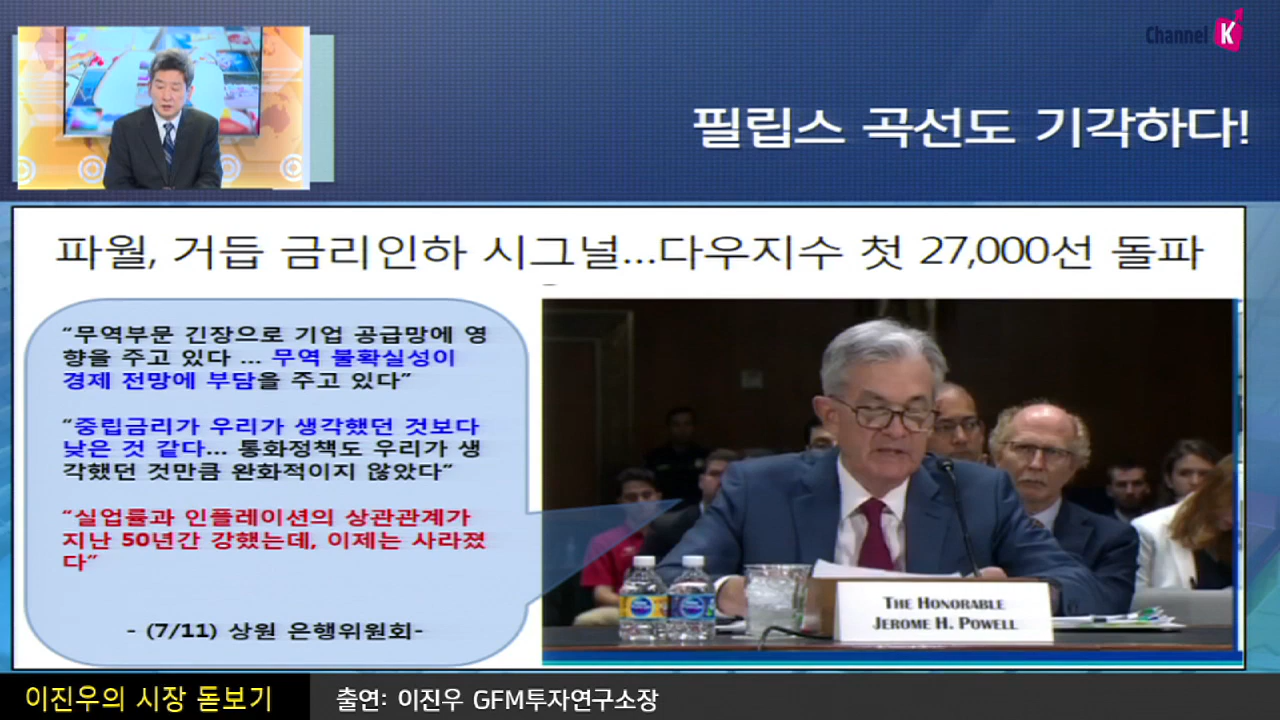 Channel K
필립스 곡선도 기각하다!
파월, 거듭 금리인하 시그널...다우지수 첫 27,000선 돌파
“무역부문 긴장으로 기업 공급망에 영
향을 주고 있다 ... 무역 불확실성이
경제 전망에 부담을 주고 있다”
“중립금리가 우리가 생각했던 것보다
낮은 것 같다... 통화정책도 우리가 생
각했던 것만큼 완화적이지 않았다”
“실업률과 인플레이션의 상관관계가
지난 50년간 강했는데, 이제는 사라졌
다”
- (7/11) 상원 은행위원회-
THE HONORABLE
JEROME H. POWELL
이진우의 시장 돋보기
출연: 이진우 GFM투자연구소장